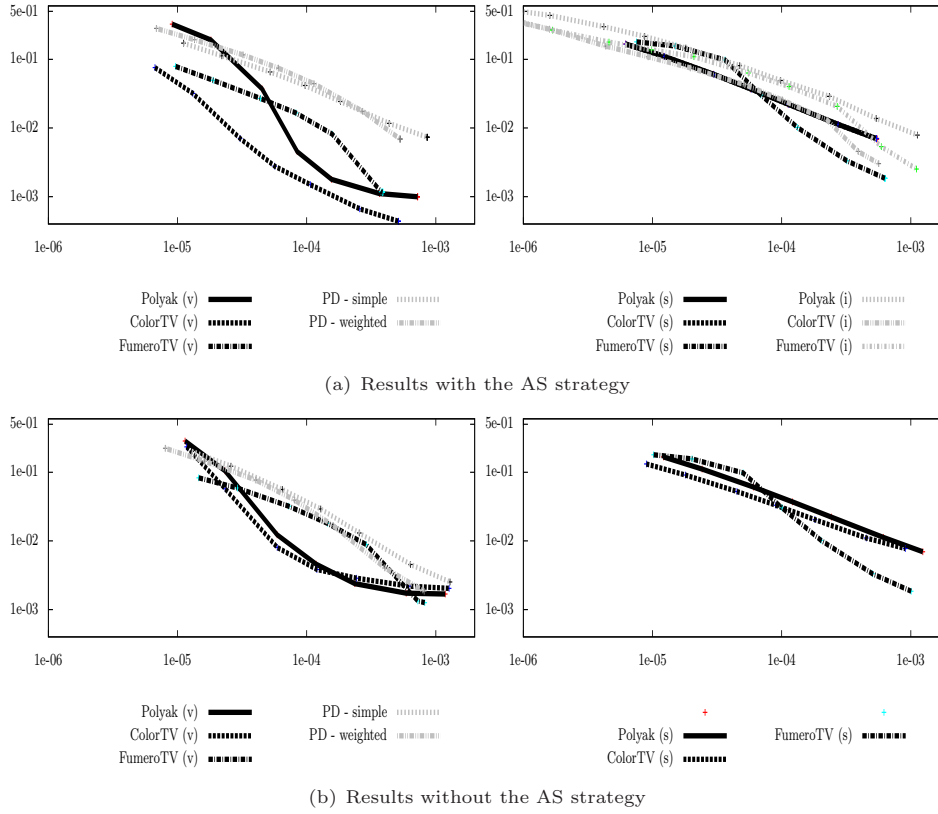 5e-01
1e-01
1e-02
1e-03
1e-06 1e-05 1e-04 1e-03
Polyak (v)
ColorTV (v)
FumeroTV (v)
PD - simple
PD - weighted
5e-01
1e-01
1e-02
1e-03
1e-06 1e-05 1e-04 1e-03
Polyak (s)
ColorTV (s)
FumeroTV (s)
Polyak (i)
ColorTV (i)
FumeroTV (i)
(a) Results with the AS strategy
5e-01
1e-01
1e-02
1e-03
1e-06 1e-05 1e-04 1e-03
Polyak (v)
ColorTV (v)
FumeroTV (v)
PD - simple
PD - weighted
5e-01
1e-01
1e-02
1e-03
1e-06 1e-05 1e-04 1e-03
Polyak (s)
ColorTV (s)
FumeroTV (s)
(b) Results without the AS strategy